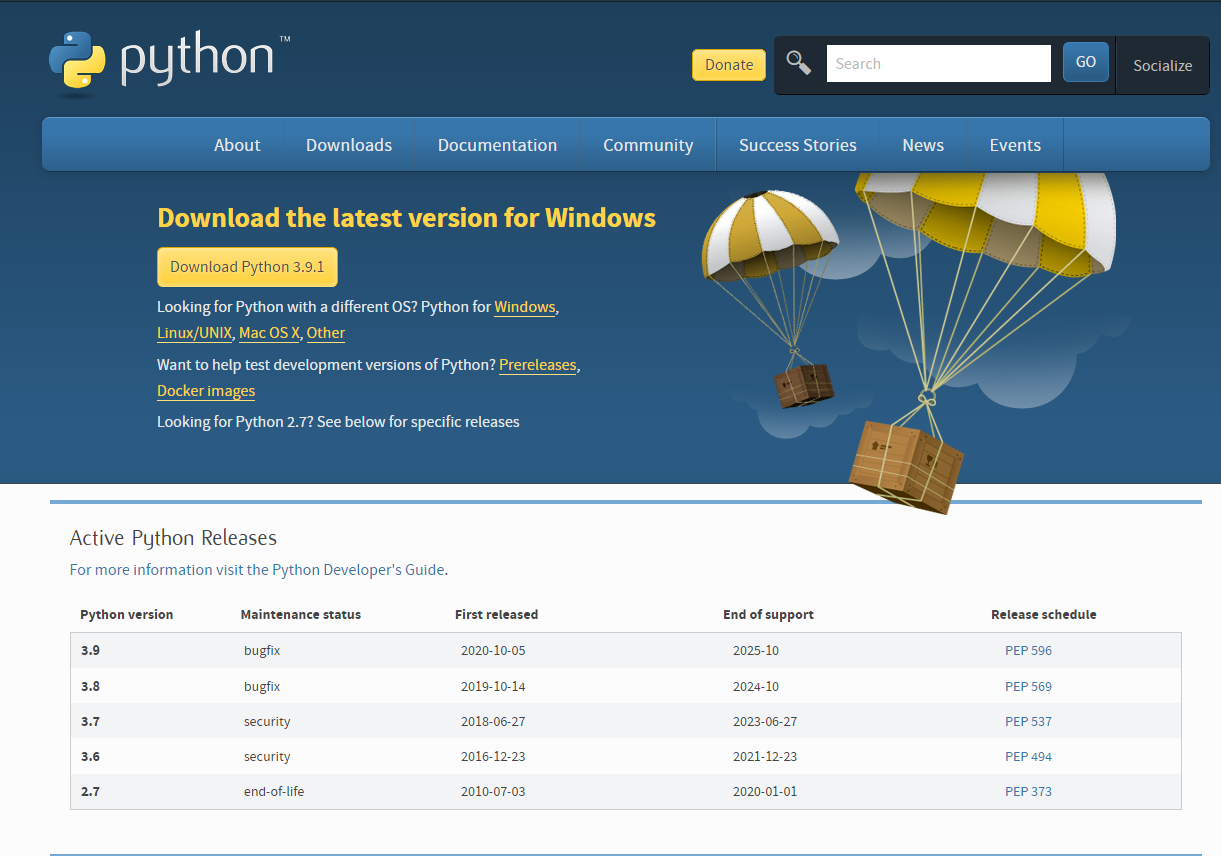 python™
Donate
Search
GO
Socialize
About Downloads Documentation Community Success Stories News Events
Download the latest version for Windows
Download Python 3.9.1
Looking for Python with a different OS? Python for Windows,
Linux/UNIX, Mac OS X, Other
Want to help test development versions of Python? Prereleases,
Docker images
Looking for Python 2.7? See below for specific releases
Active Python Releases
For more information visit the Python Developer's Guide.
Python version Maintenance status First released End of support Release schedule
3.9 bugfix 2020-10-05 2025-10 PEP 596
3.8 bugfix 2019-10-14 2024-10 PEP 569
3.7 security 2018-06-27 2023-06-27 PEP 537
3.6 security 2016-12-23 2021-12-23 PEP 494
2.7 end-of-life 2010-07-03 2020-01-01 PEP 373